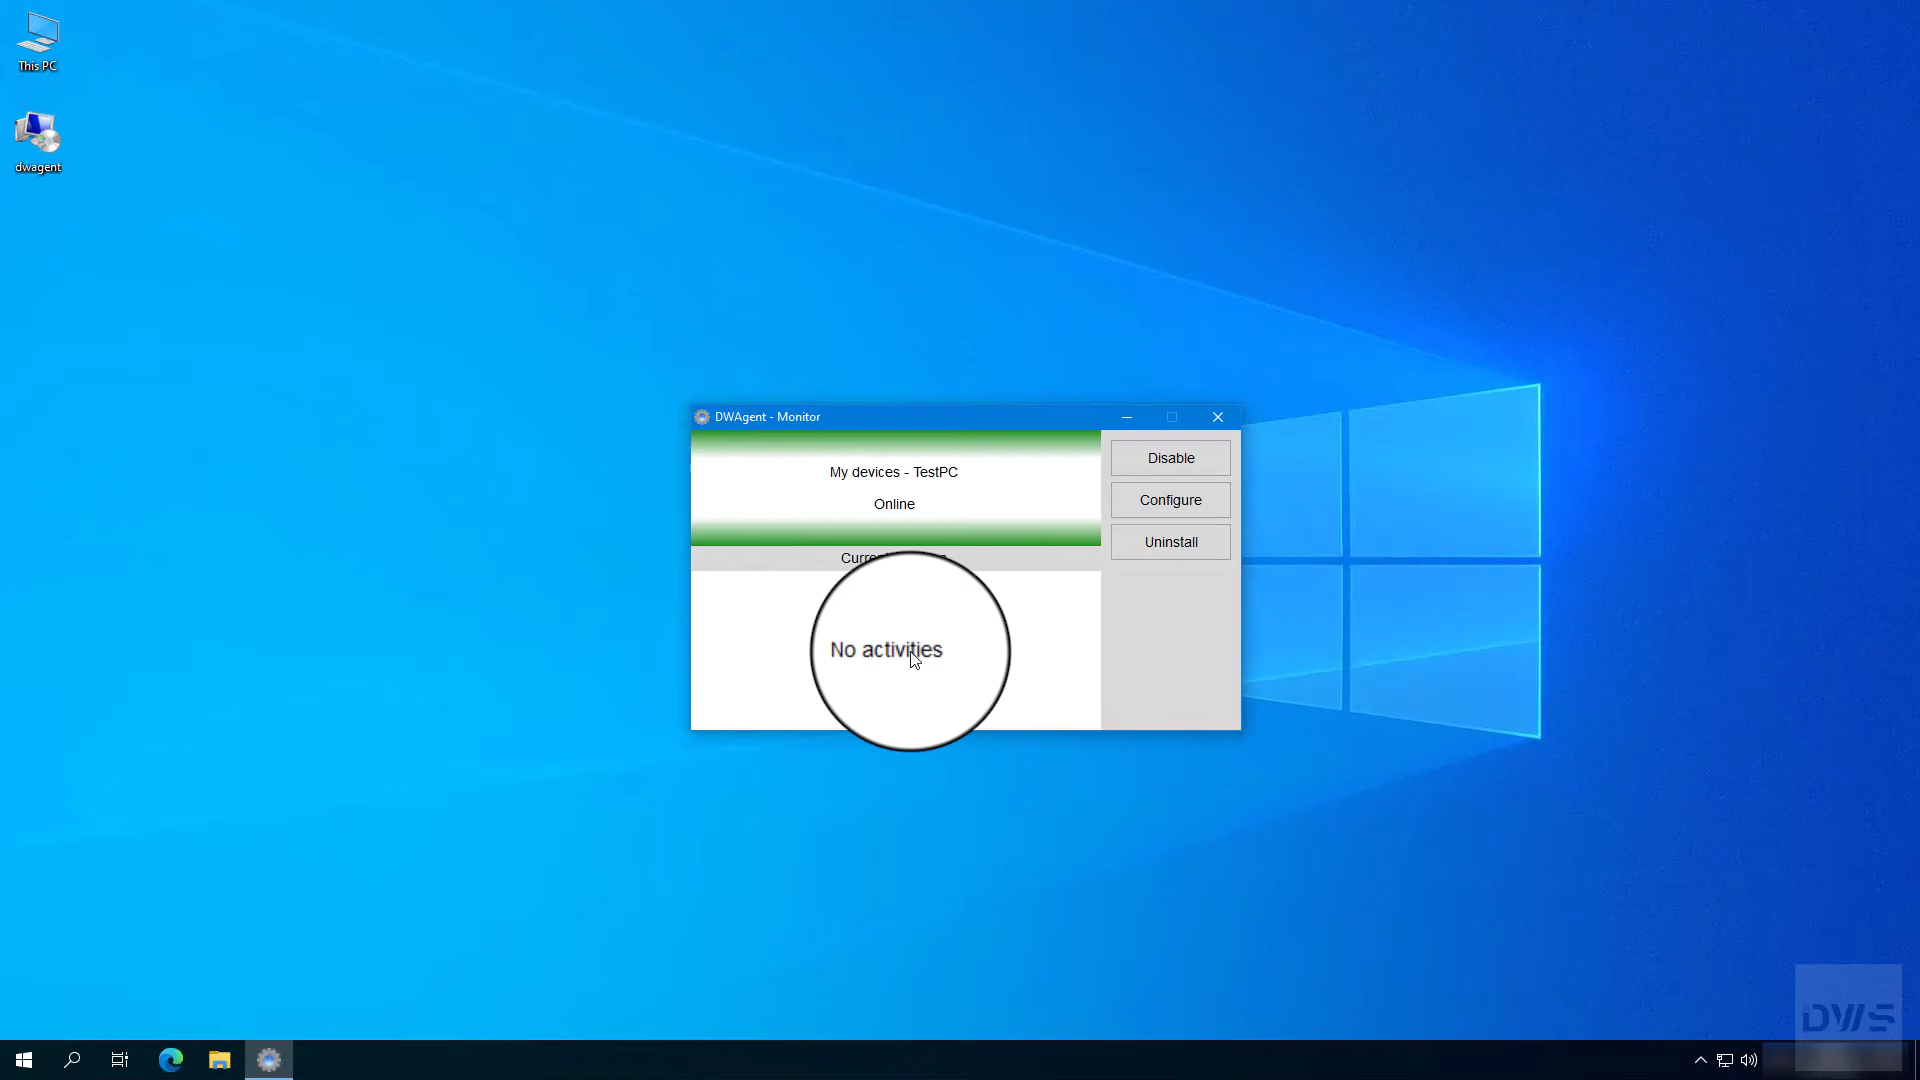 This PC
dwagent
DWAgent - Monitor
My devices - TestPC
Online
Disable
Configure
Uninstall
No activities
DWS